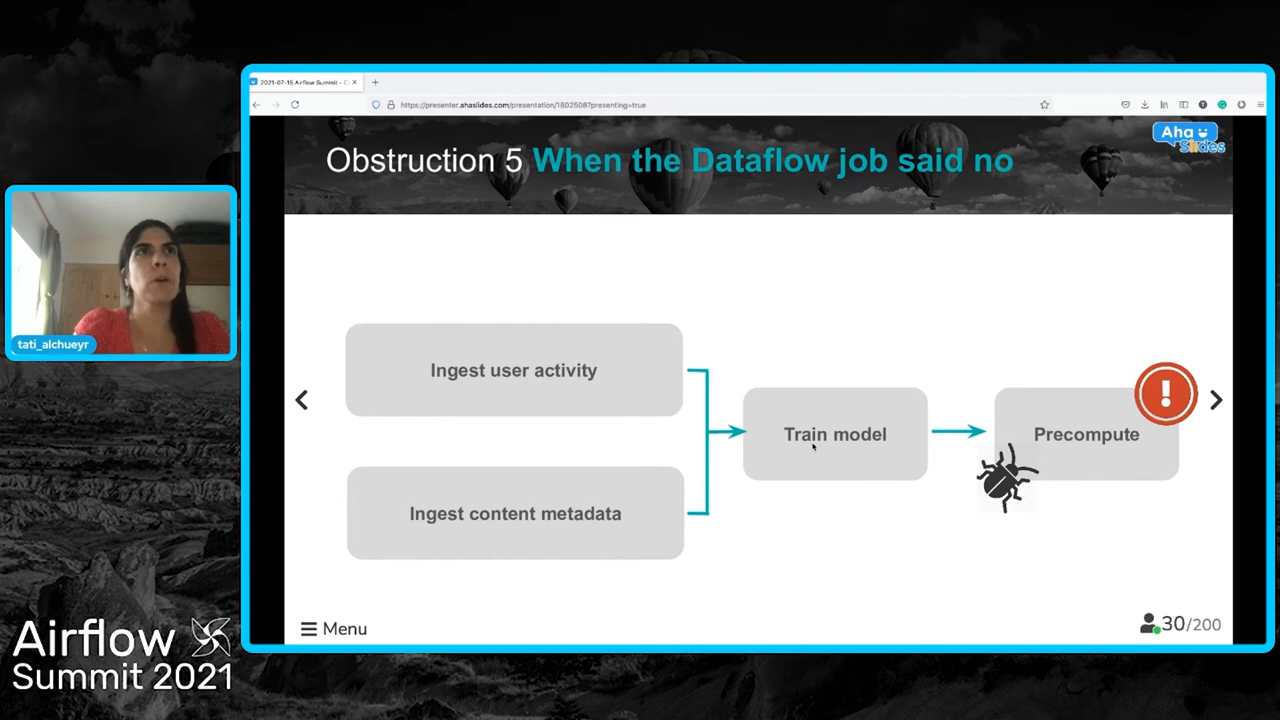 2021-07-15 Airflow Summit - C
https://presenter.ahaslides.com/presentation/1802508?presenting=true
Aha
Slides
Obstruction 5 When the Dataflow job said no
tati_alchueyr
Ingest user activity
Train model
Precompute
!
Ingest content metadata
Menu
30/200
Airflow
Summit 2021